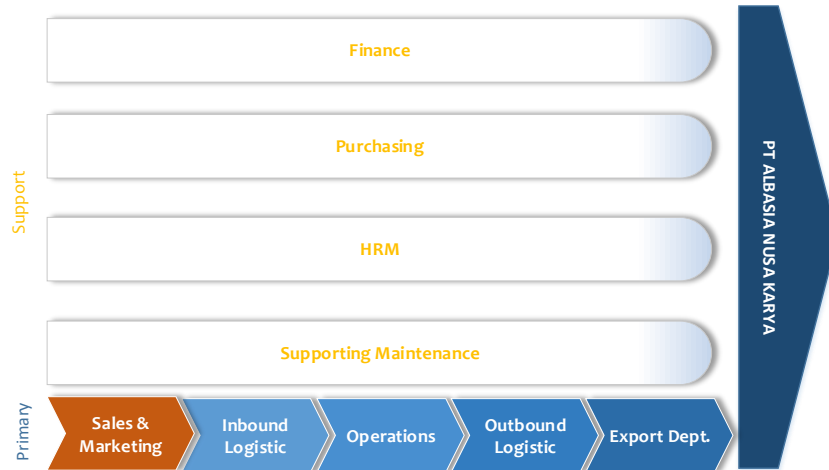 Finance
Purchasing
HRM
Supporting Maintenance
Support
Primary
Sales &
Marketing
Inbound
Logistic
Operations
Outbound
Logistic
Export Dept.
PT ALBASIA NUSA KARYA